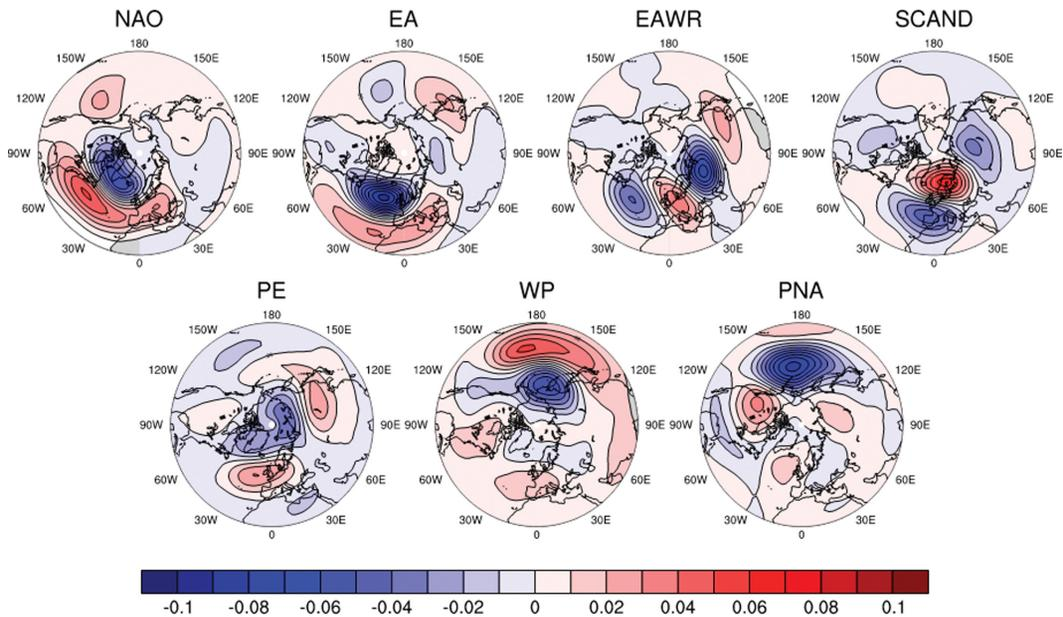 NAO EA EAWR SCAND
180 180 180 180
150W 150E 150W 150E 150W 150E 150W 150E
120W 120E 120W 120E 120W 120E 120W 120E
90W 90E 90W 90E 90W 90E 90W 90E
60W 60E 60W 60E 60W 60E 60W 60E
30W 30E 30W 30E 30W 30E 30W 30E
0 0 0 0
PE WP PNA
180 180 180
150W 150E 150W 150E 150W 150E
120W 120E 120W 120E 120W 120E
90W 90E 90W 90E 90W 90E
60W 60E 60W 60E 60W 60E
30W 30E 30W 30E 30W 30E
0 0 0
-0.1 -0.08 -0.06 -0.04 -0.02 0 0.02 0.04 0.06 0.08 0.1